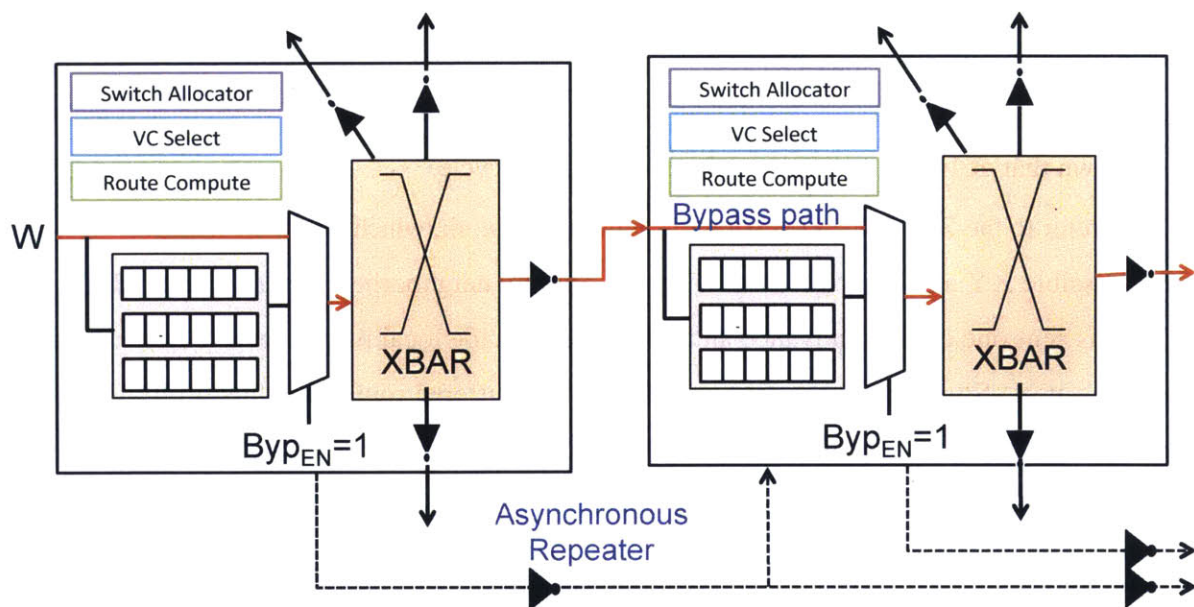 Switch Allocator
VC Select
Route Compute
W
XBAR
Byp_EN=1
Switch Allocator
VC Select
Route Compute
Bypass path
XBAR
Byp_EN=1
Asynchronous
Repeater